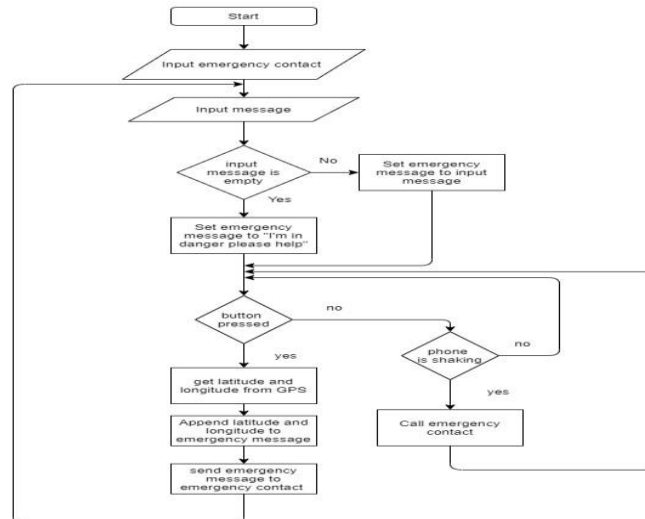 Start
Input emergency contact
Input message
input
message is
empty
No
Set emergency
message to input
message
Yes
Set emergency
message to "I'm in
danger please help"
button
pressed
no
phone
is shaking
no
yes
get latitude and
longitude from GPS
yes
Append latitude and
longitude to
emergency message
Call emergency
contact
send emergency
message to
emergency contact